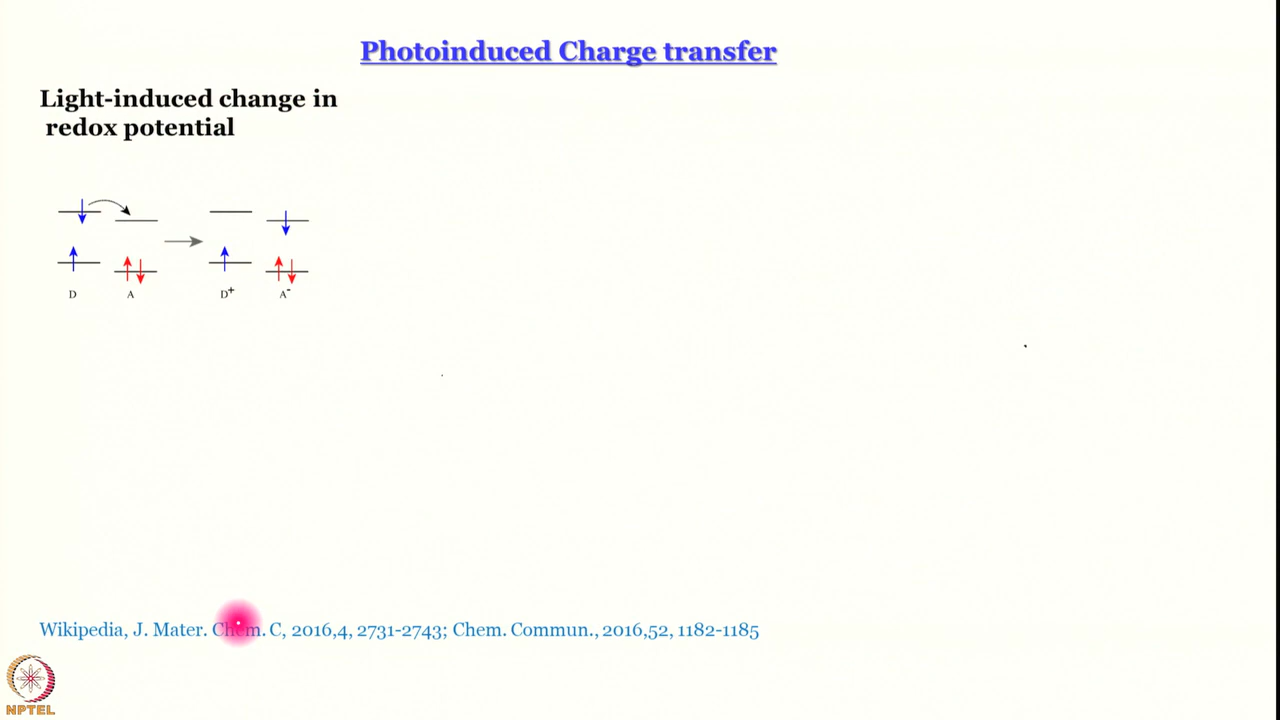 Photoinduced Charge transfer
Light-induced change in
redox potential
D A D+ A-
Wikipedia, J. Mater. Chem. C, 2016,4, 2731-2743; Chem. Commun., 2016,52, 1182-1185
NPTEL